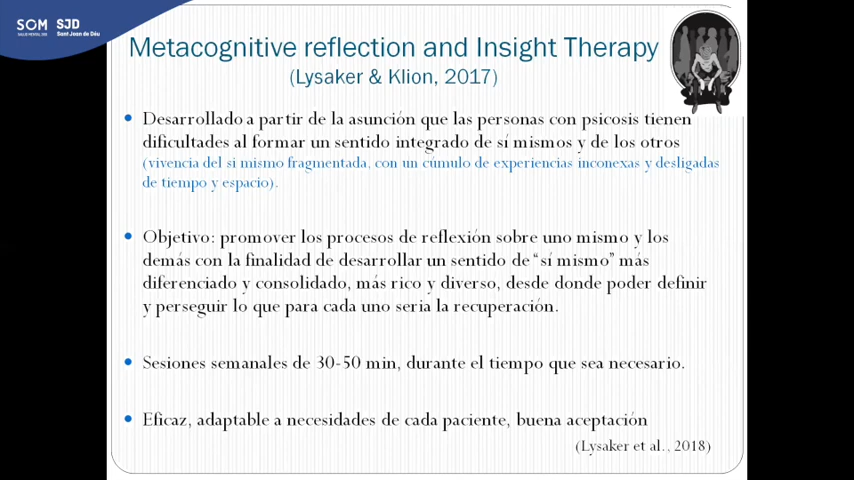 SOM
SALUD MENTAL 360
SJD
Sant Joan de Déu
Metacognitive reflection and Insight Therapy
(Lysaker & Klion, 2017)
• Desarrollado a partir de la asunción que las personas con psicosis tienen
dificultades al formar un sentido integrado de sí mismos y de los otros
(vivencia del si mismo fragmentada, con un cúmulo de experiencias inconexas y desligadas
de tiempo y espacio).
• Objetivo: promover los procesos de reflexión sobre uno mismo y los
demás con la finalidad de desarrollar un sentido de “sí mismo” más
diferenciado y consolidado, más rico y diverso, desde donde poder definir
y perseguir lo que para cada uno seria la recuperación.
• Sesiones semanales de 30-50 min, durante el tiempo que sea necesario.
• Eficaz, adaptable a necesidades de cada paciente, buena aceptación
(Lysaker et al., 2018)